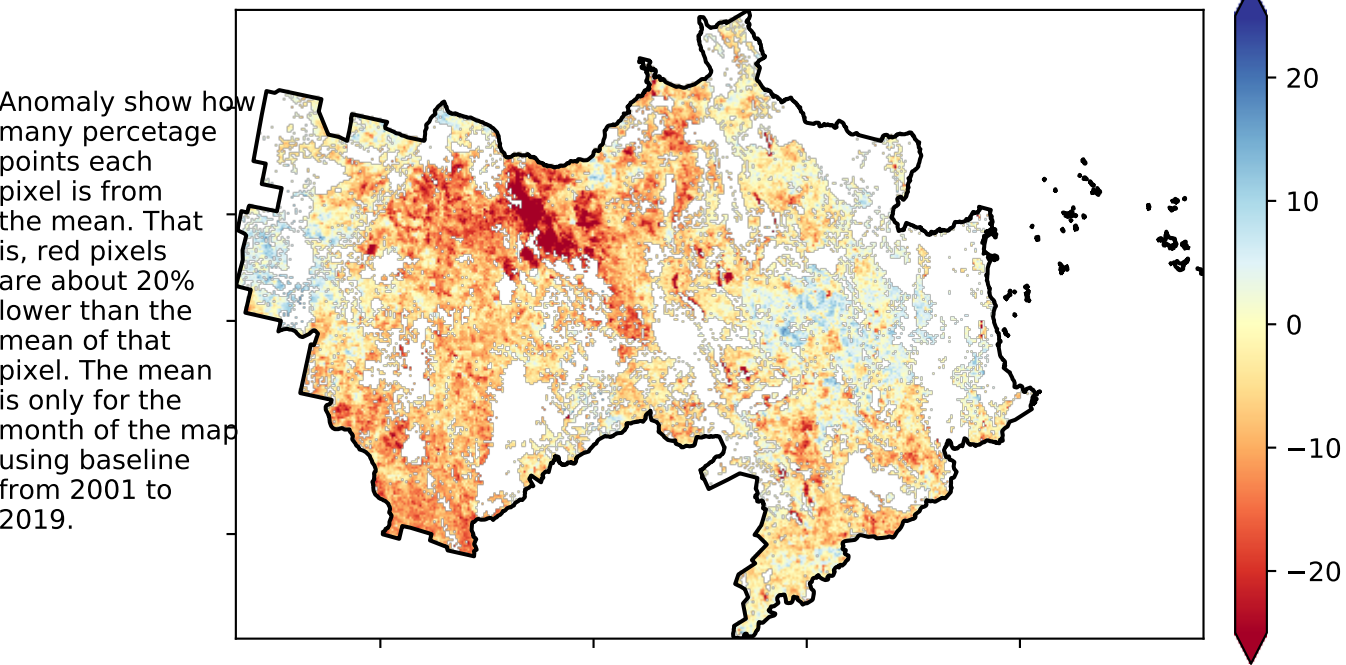 Anomaly show how
many percetage
points each
pixel is from
the mean. That
is, red pixels
are about 20%
lower than the
mean of that
pixel. The mean
is only for the
month of the map
using baseline
from 2001 to
2019.
20
10
0
−10
−20